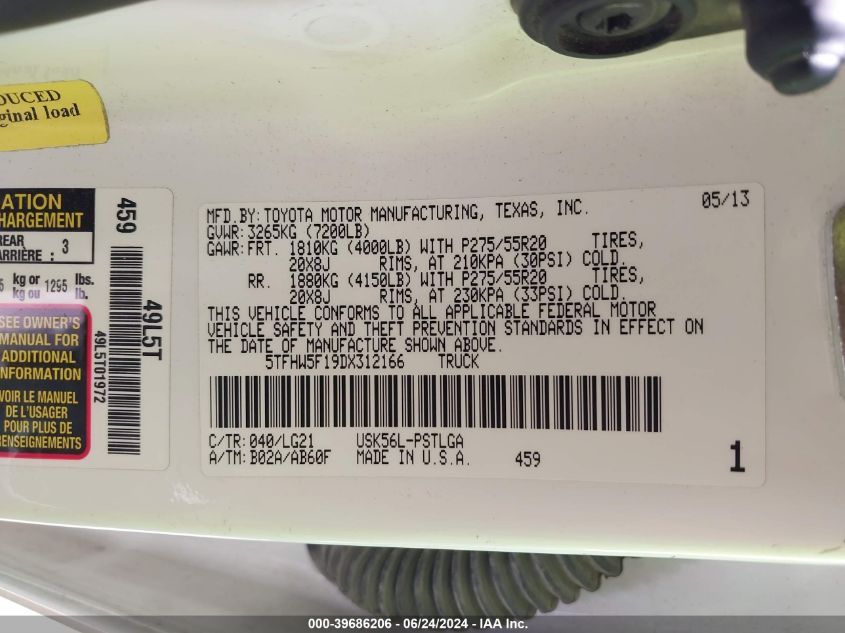 DUCED
ginal load
ATION
HARGEMENT
REAR
ARRIÈRE : 3
kg or 1295 lbs.
kg ou lb.
SEE OWNER'S
MANUAL FOR
ADDITIONAL
INFORMATION
VOIR LE MANUEL
DE L'USAGER
POUR PLUS DE
RENSEIGNEMENTS
459
49L5T
49L5T01972
MFD.BY:TOYOTA MOTOR MANUFACTURING, TEXAS, INC. 05/13
GVWR:3265KG (7200LB)
GAWR:FRT. 1810KG (4000LB) WITH P275/55R20 TIRES,
20X8J RIMS, AT 210KPA (30PSI) COLD.
RR. 1880KG (4150LB) WITH P275/55R20 TIRES,
20X8J RIMS, AT 230KPA (33PSI) COLD.
THIS VEHICLE CONFORMS TO ALL APPLICABLE FEDERAL MOTOR
VEHICLE SAFETY AND THEFT PREVENTION STANDARDS IN EFFECT ON
THE DATE OF MANUFACTURE SHOWN ABOVE.
5TFHW5F19DX312166 TRUCK
C/TR:040/LG21 USK56L-PSTLGA
A/TM:B02A/AB60F MADE IN U.S.A. 459 1
000-39686206 - 06/24/2024 - IAA Inc.